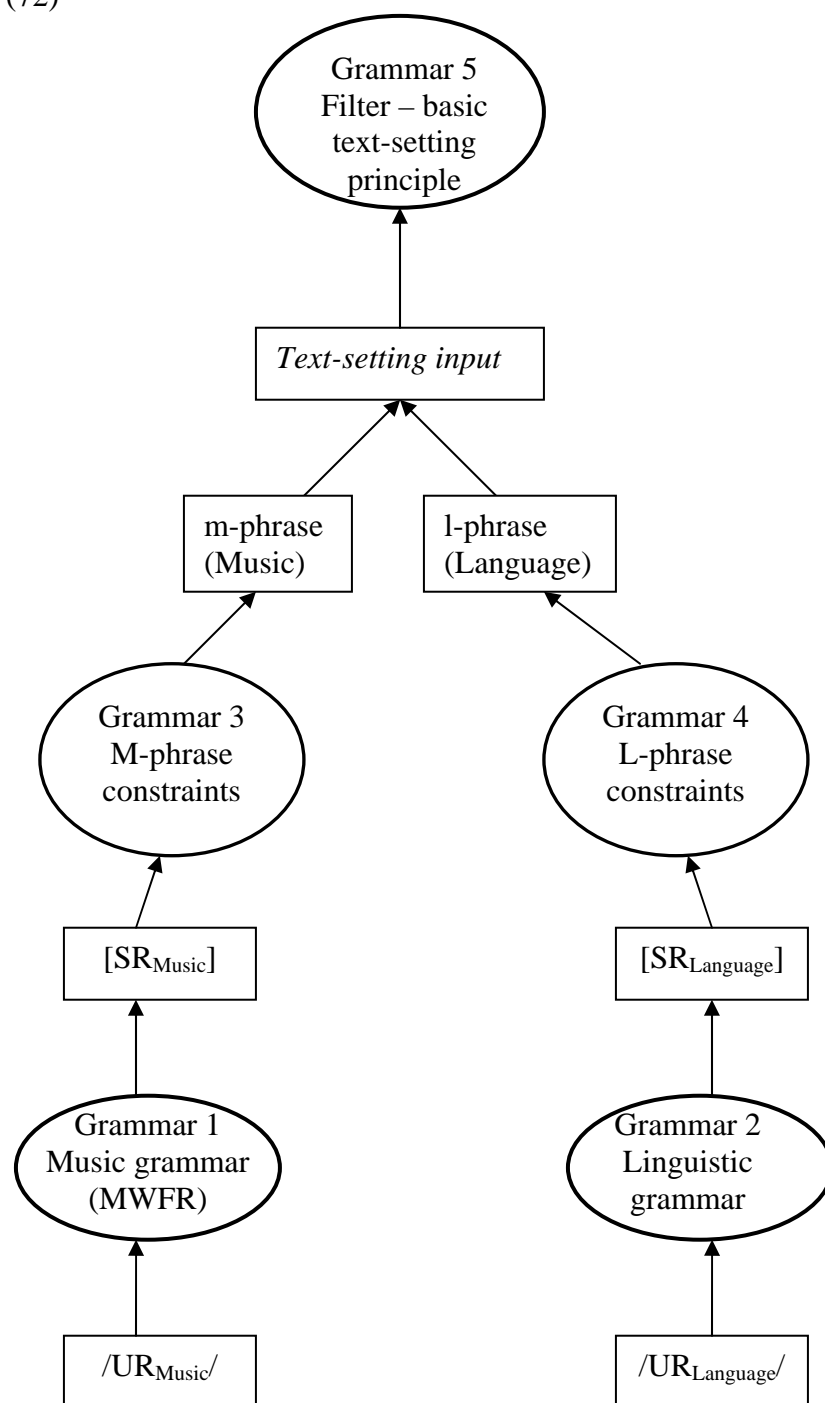 (72)
Grammar 5
Filter – basic
text-setting
principle
Text-setting input
m-phrase
(Music)
l-phrase
(Language)
Grammar 3
M-phrase
constraints
Grammar 4
L-phrase
constraints
[SRMusic]
[SRLanguage]
Grammar 1
Music grammar
(MWFR)
Grammar 2
Linguistic
grammar
/URMusic/
/URLanguage/